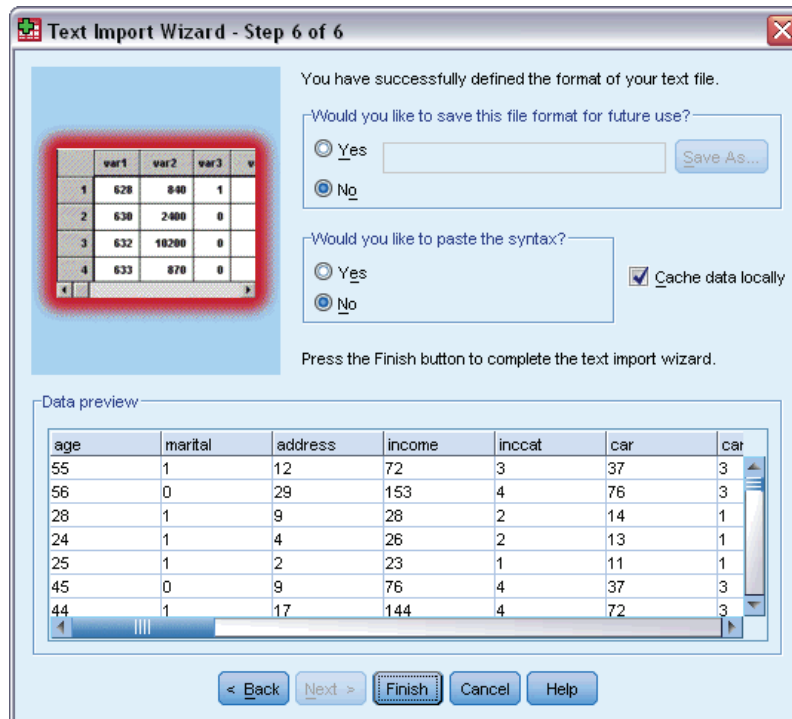 Text Import Wizard - Step 6 of 6
You have successfully defined the format of your text file.
Would you like to save this file format for future use?
Yes
Save As...
No
var1 var2 var3 v
1 628 840 1
2 630 2400 0
3 632 10200 0
4 633 870 0
Would you like to paste the syntax?
Yes
No
Cache data locally
Press the Finish button to complete the text import wizard.
Data preview
age marital address income inccat car car
55 1 12 72 3 37 3
56 0 29 153 4 76 3
28 1 9 28 2 14 1
24 1 4 26 2 13 1
25 1 2 23 1 11 1
45 0 9 76 4 37 3
44 1 17 144 4 72 3
< Back Next > Finish Cancel Help